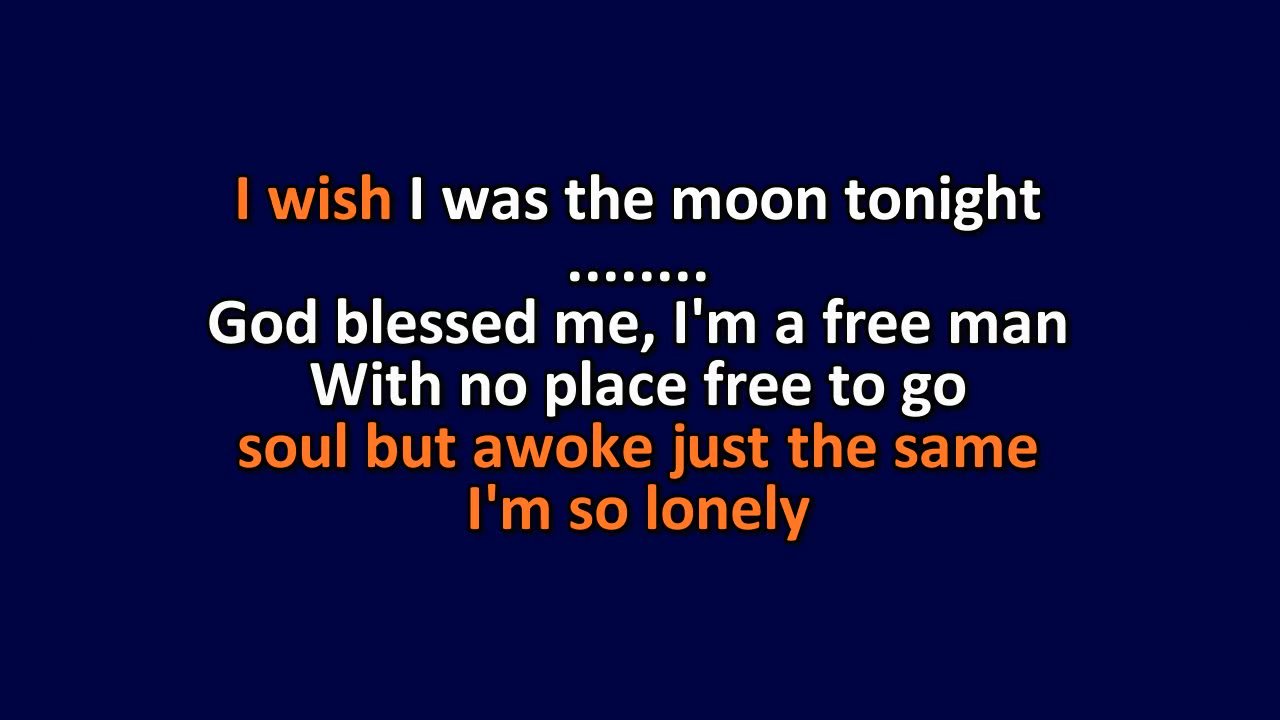 I wish I was the moon tonight
........
God blessed me, I'm a free man
With no place free to go
soul but awoke just the same
I'm so lonely